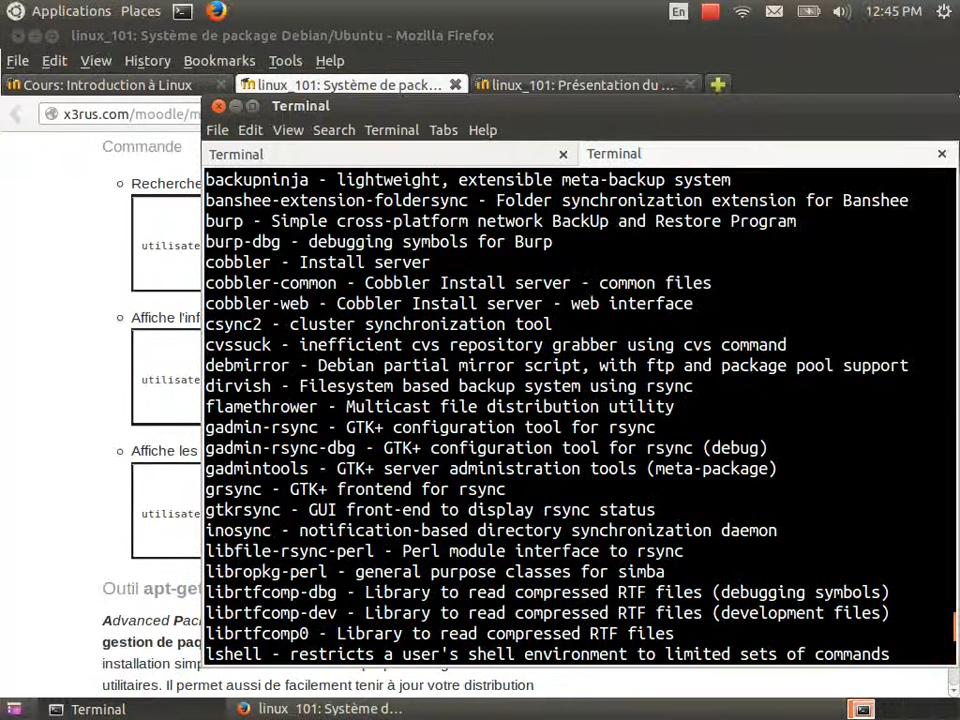 Applications Places En 12:45 PM
linux_101: Système de package Debian/Ubuntu - Mozilla Firefox
File Edit View History Bookmarks Tools Help
Cours: Introduction à Linux linux_101: Système de pack... linux_101: Présentation du ...
x3rus.com/moodle/m
Terminal
File Edit View Search Terminal Tabs Help
Terminal Terminal
Commande
Recherche
utilisate
Affiche l'inf
utilisate
Affiche les
utilisate
Outil apt-get
Advanced Pac
gestion de paq
installation simp
utilitaires. Il permet aussi de facilement tenir à jour votre distribution
backupninja - lightweight, extensible meta-backup system
banshee-extension-foldersync - Folder synchronization extension for Banshee
burp - Simple cross-platform network BackUp and Restore Program
burp-dbg - debugging symbols for Burp
cobbler - Install server
cobbler-common - Cobbler Install server - common files
cobbler-web - Cobbler Install server - web interface
csync2 - cluster synchronization tool
cvssuck - inefficient cvs repository grabber using cvs command
debmirror - Debian partial mirror script, with ftp and package pool support
dirvish - Filesystem based backup system using rsync
flamethrower - Multicast file distribution utility
gadmin-rsync - GTK+ configuration tool for rsync
gadmin-rsync-dbg - GTK+ configuration tool for rsync (debug)
gadmintools - GTK+ server administration tools (meta-package)
grsync - GTK+ frontend for rsync
gtkrsync - GUI front-end to display rsync status
inosync - notification-based directory synchronization daemon
libfile-rsync-perl - Perl module interface to rsync
libropkg-perl - general purpose classes for simba
librtfcomp-dbg - Library to read compressed RTF files (debugging symbols)
librtfcomp-dev - Library to read compressed RTF files (development files)
librtfcomp0 - Library to read compressed RTF files
lshell - restricts a user's shell environment to limited sets of commands
Terminal linux_101: Système d...